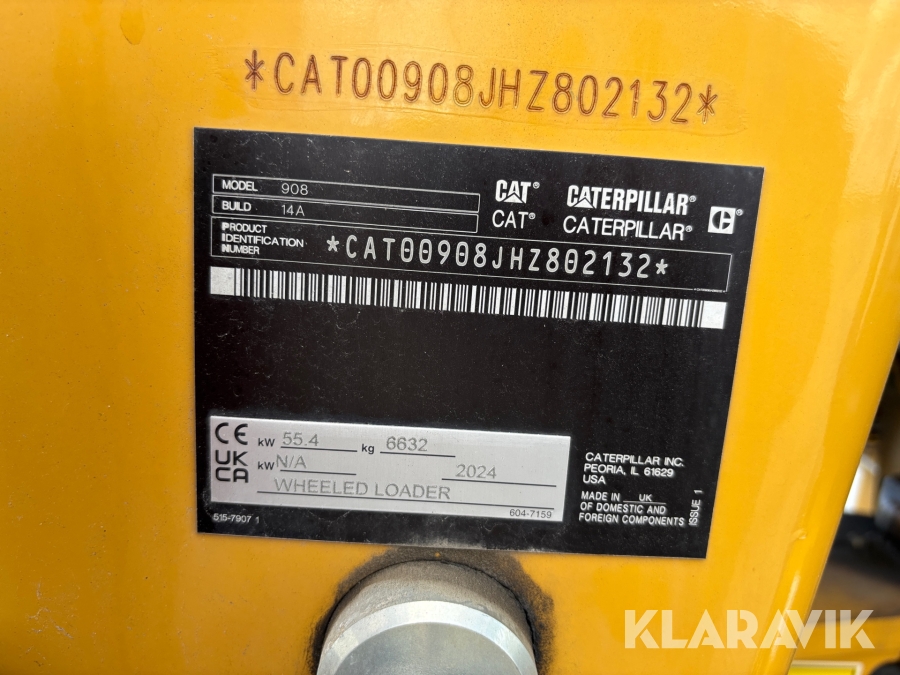 *CAT00908JHZ802132*
MODEL 908
BUILD 14A
PRODUCT IDENTIFICATION NUMBER *CAT00908JHZ802132*
CAT® CATERPILLAR®
CAT® CATERPILLAR®
C®
CE kW 55.4 kg 6632
UKCA kW N/A 2024
WHEELED LOADER
515-7907 1
604-7159
CATERPILLAR INC.
PEORIA, IL 61629
USA
MADE IN UK
OF DOMESTIC AND
FOREIGN COMPONENTS
ISSUE 1
KLARAVIK